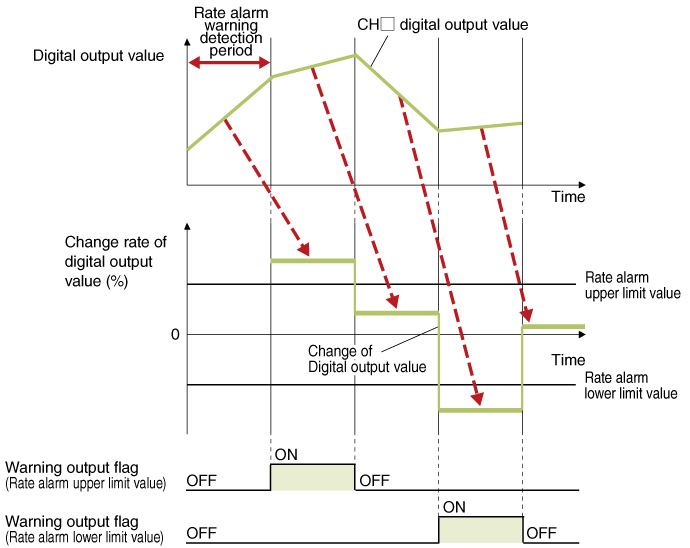 Rate alarm
warning
detection
period
CH□ digital output value
Digital output value
Time
Change rate of
digital output
value (%)
Rate alarm
upper limit value
0
Change of
Digital output value
Time
Rate alarm
lower limit value
ON
Warning output flag
(Rate alarm upper limit value)
OFF
OFF
ON
Warning output flag
(Rate alarm lower limit value)
OFF
OFF